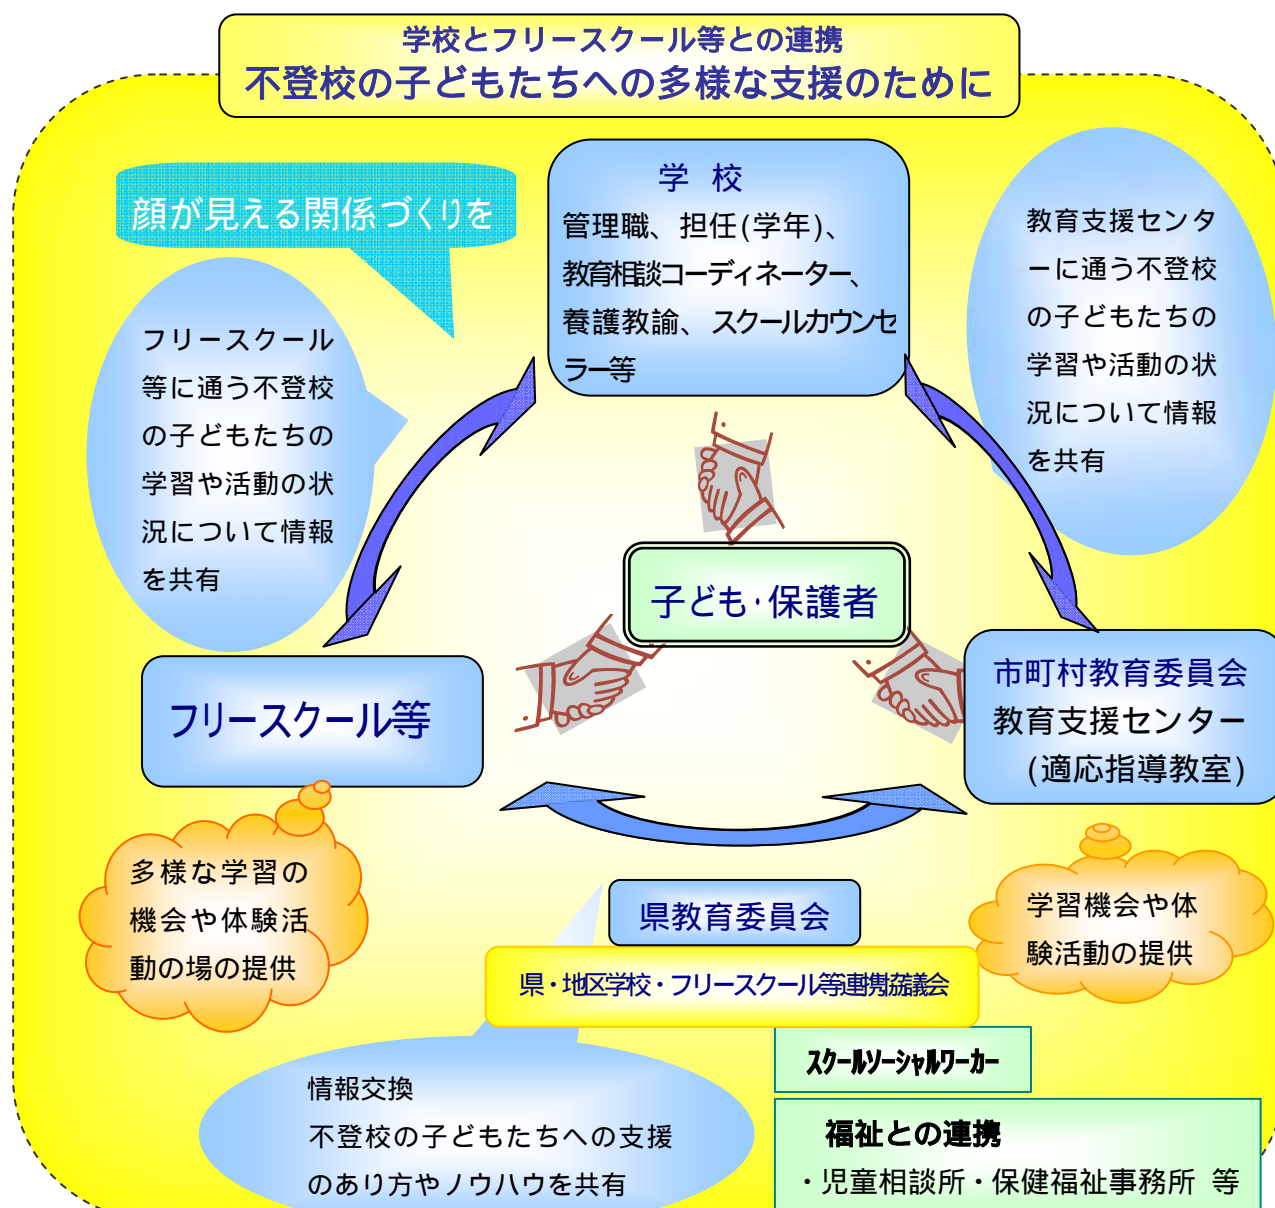 学校とフリースクール等との連携
不登校の子どもたちへの多様な支援のために
顔が見える関係づくりを
学 校
管理職、担任(学年)、
教育相談コーディネーター、
養護教諭、スクールカウンセ
ラー等
教育支援センタ
ーに通う不登校
の子どもたちの
学習や活動の状
況について情報
を共有
フリースクール
等に通う不登校
の子どもたちの
学習や活動の状
況について情報
を共有
子ども・保護者
フリースクール等
市町村教育委員会
教育支援センター
(適応指導教室)
多様な学習の
機会や体験活
動の場の提供
学習機会や体
験活動の提供
県教育委員会
県・地区学校・フリースクール等連携協議会
スクールソーシャルワーカー
情報交換
不登校の子どもたちへの支援
のあり方やノウハウを共有
福祉との連携
・児童相談所・保健福祉事務所 等